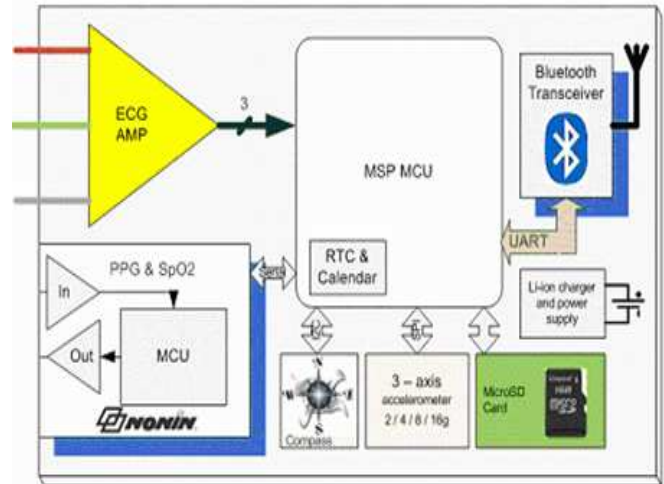 ECG
AMP
3
MSP MCU
RTC &
Calendar
Bluetooth
Transceiver
UART
Li-ion charger
and power
supply
PPG & SpO2
In
Out
MCU
NONIN
Compass
3 – axis
accelerometer
2 / 4 / 8 / 16g
MicroSD
Card